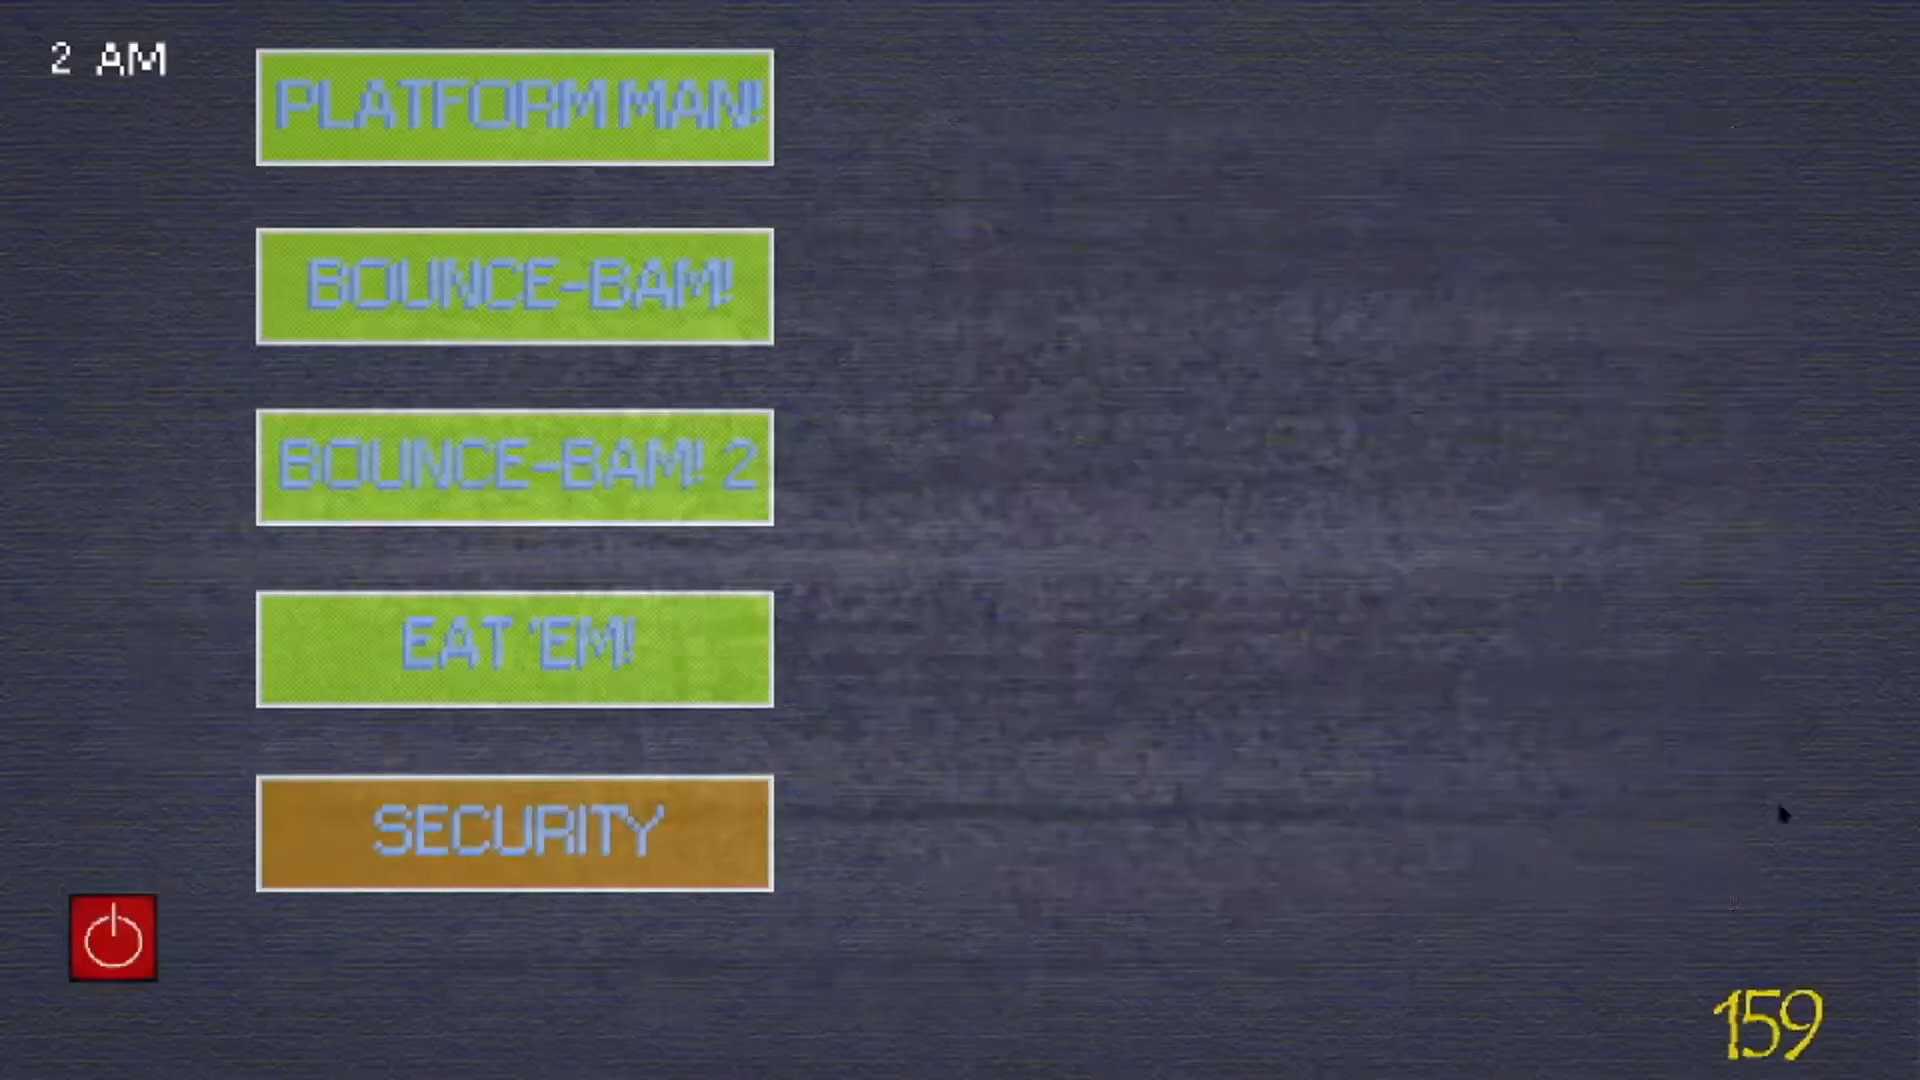 2 AM
PLATFORM MAN!
BOUNCE-BAM!
BOUNCE-BAM! 2
EAT 'EM!
SECURITY
159